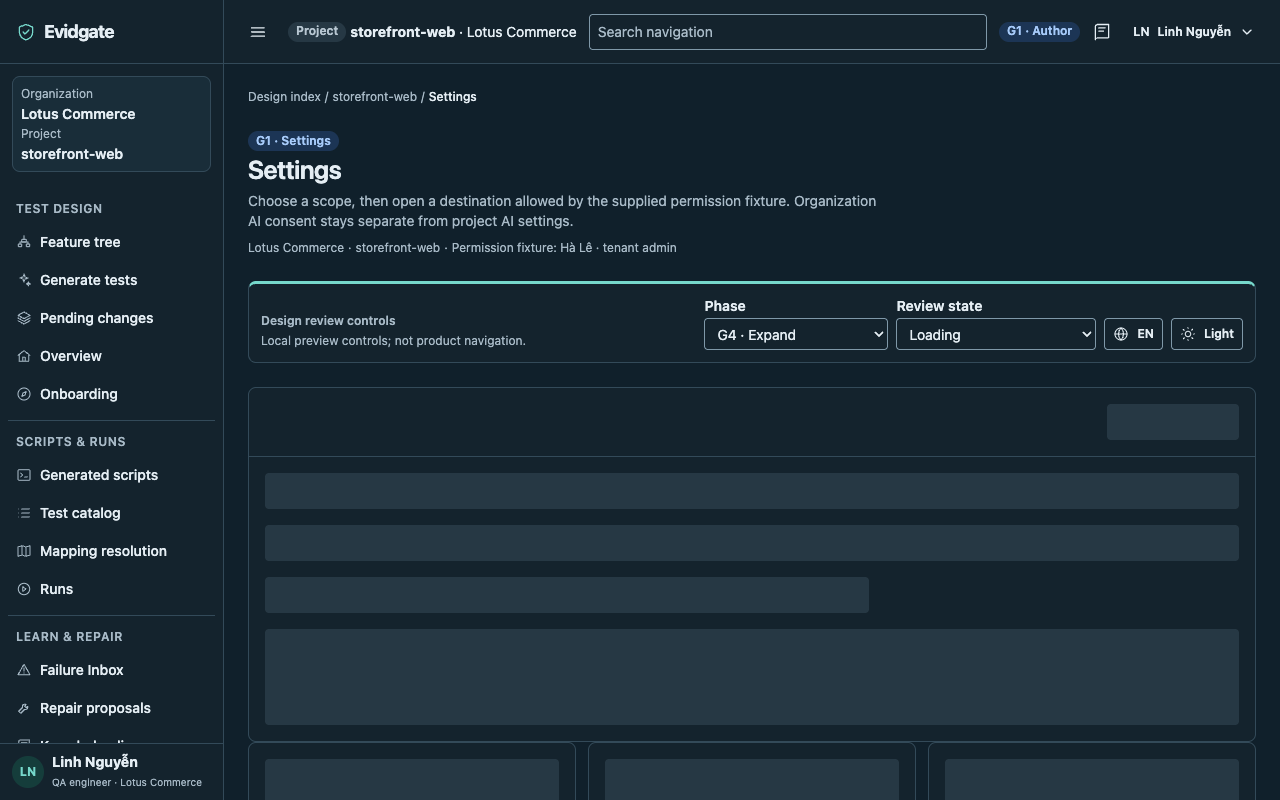 Evidgate
Project storefront-web · Lotus Commerce
Search navigation
G1 · Author
LN Linh Nguyễn
Organization
Lotus Commerce
Project
storefront-web
TEST DESIGN
Feature tree
Generate tests
Pending changes
Overview
Onboarding
SCRIPTS & RUNS
Generated scripts
Test catalog
Mapping resolution
Runs
LEARN & REPAIR
Failure Inbox
Repair proposals
LN
Linh Nguyễn
QA engineer · Lotus Commerce
Design index / storefront-web / Settings
G1 · Settings
Settings
Choose a scope, then open a destination allowed by the supplied permission fixture. Organization
AI consent stays separate from project AI settings.
Lotus Commerce · storefront-web · Permission fixture: Hà Lê · tenant admin
Design review controls
Local preview controls; not product navigation.
Phase
G4 · Expand
Review state
Loading
EN
Light